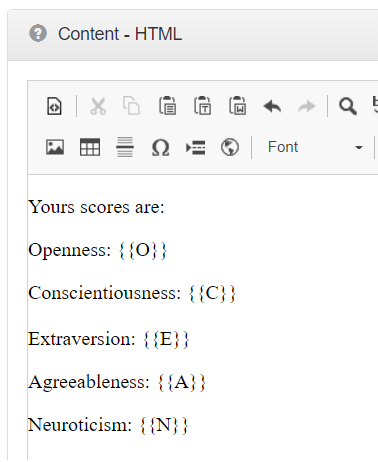 Content - HTML
Font
Yours scores are:
Openness: {{O}}
Conscientiousness: {{C}}
Extraversion: {{E}}
Agreeableness: {{A}}
Neuroticism: {{N}}